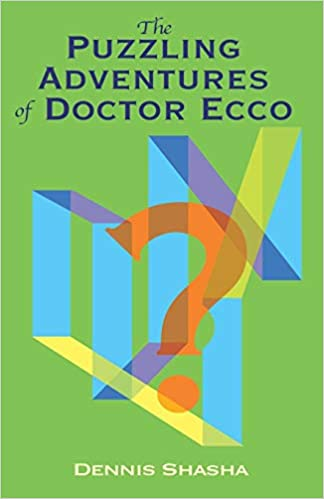 The
Puzzling
Adventures
of Doctor Ecco
?
Dennis Shasha